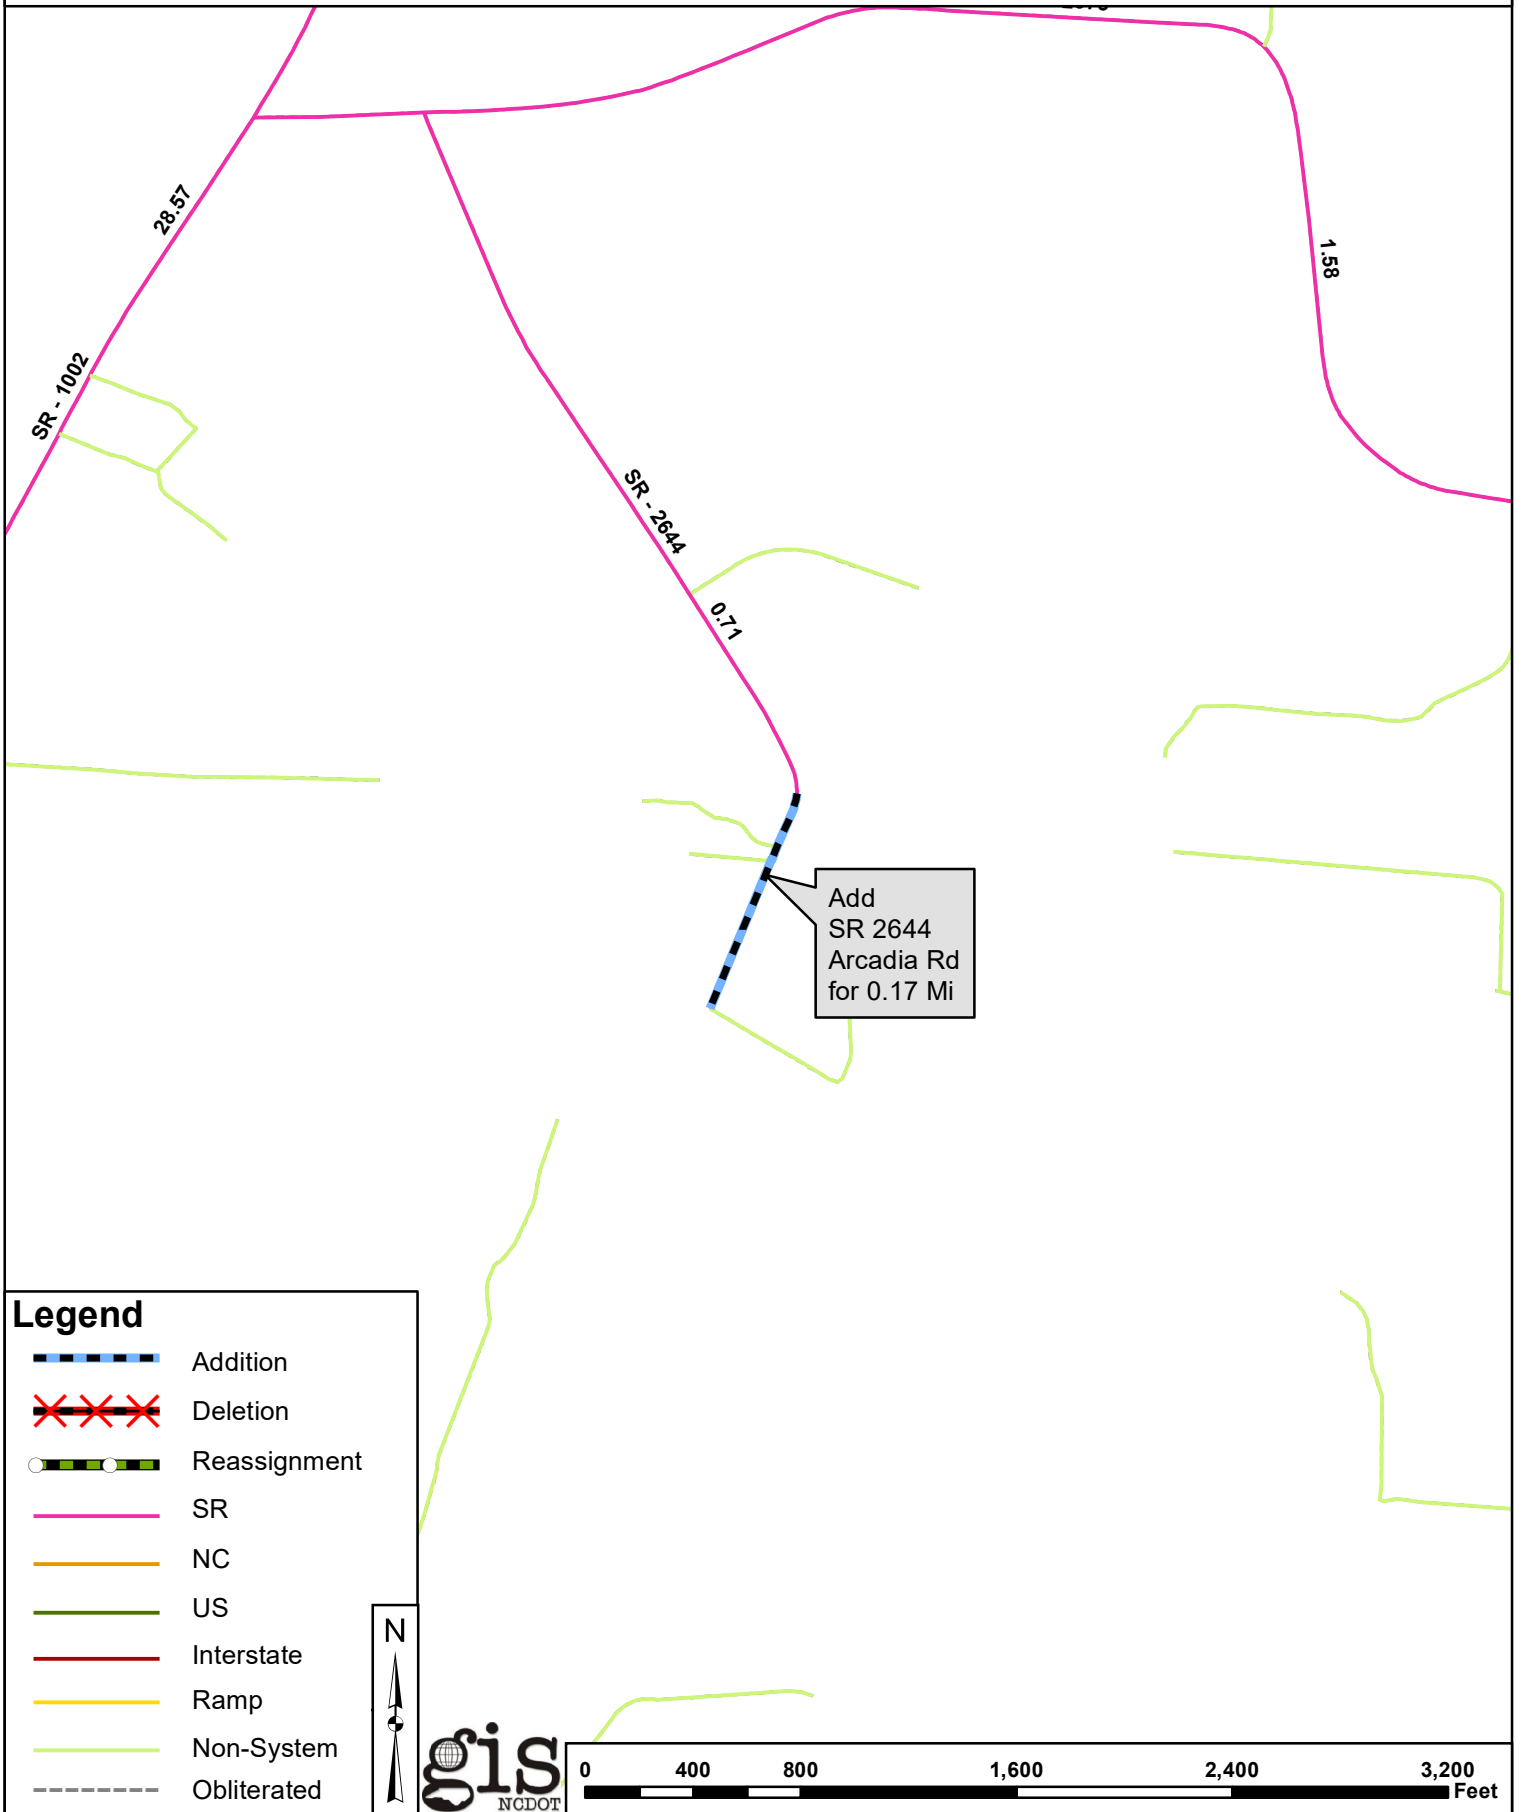 28.57
1.58
SR - 1002
SR - 2644
0.71
Add
SR 2644
Arcadia Rd
for 0.17 Mi
Legend
Addition
Deletion
Reassignment
SR
NC
US
Interstate
Ramp
Non-System
Obliterated
N
gis
NCDOT
0 400 800 1,600 2,400 3,200
Feet